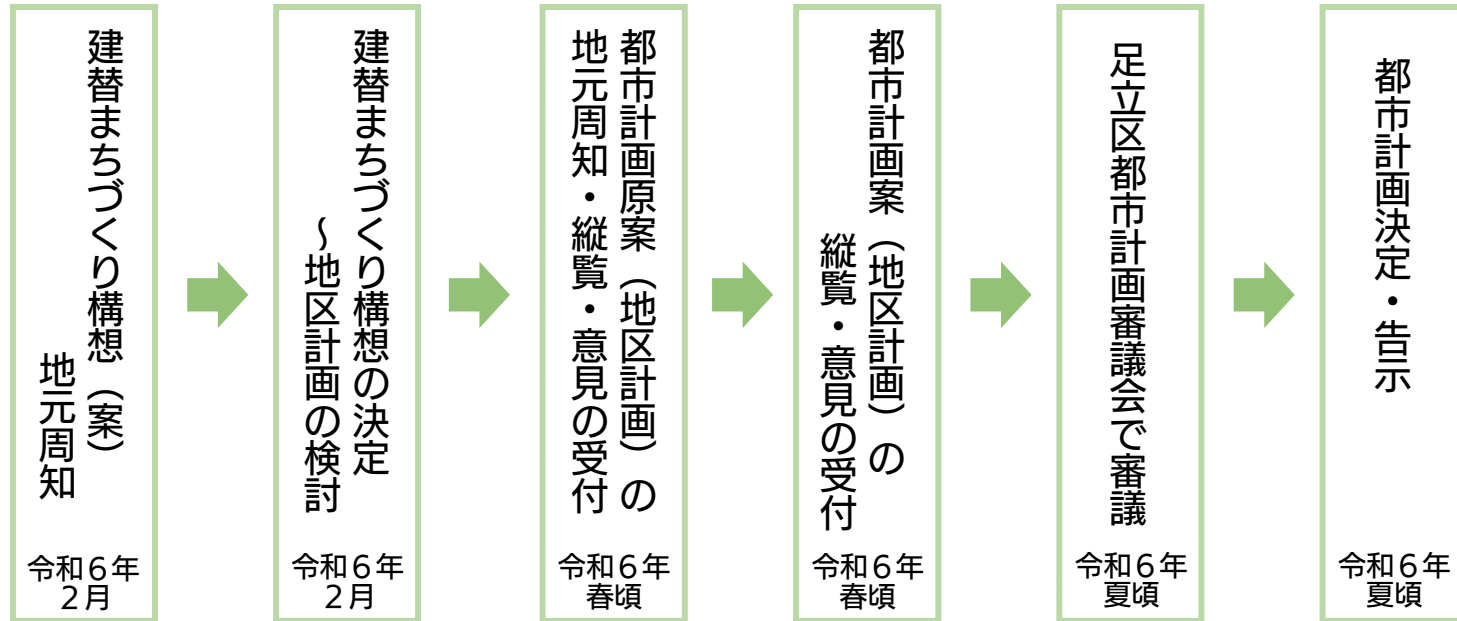 建替まちづくり構想（案）
地元周知
令和６年
２月
建替まちづくり構想の決定
～地区計画の検討
令和６年
２月
都市計画原案（地区計画）の
地元周知・縦覧・意見の受付
令和６年
春頃
都市計画案（地区計画）の
縦覧・意見の受付
令和６年
春頃
足立区都市計画審議会で審議
令和６年
夏頃
都市計画決定・告示
令和６年
夏頃